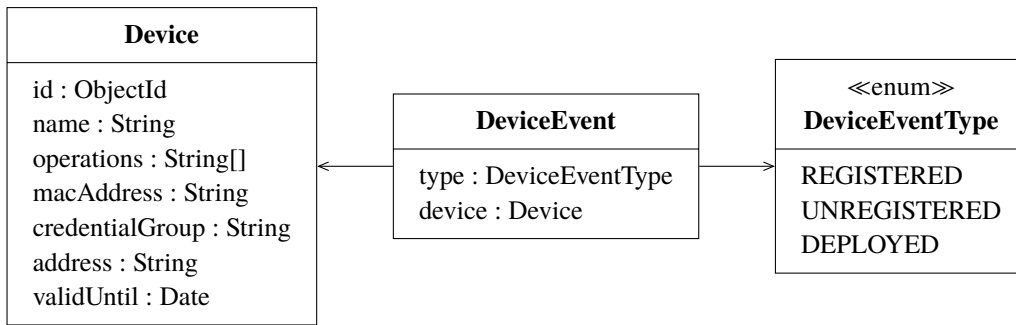 Device
id : ObjectId
name : String
operations : String[]
macAddress : String
credentialGroup : String
address : String
validUntil : Date
DeviceEvent
type : DeviceEventType
device : Device
≪enum≫
DeviceEventType
REGISTERED
UNREGISTERED
DEPLOYED